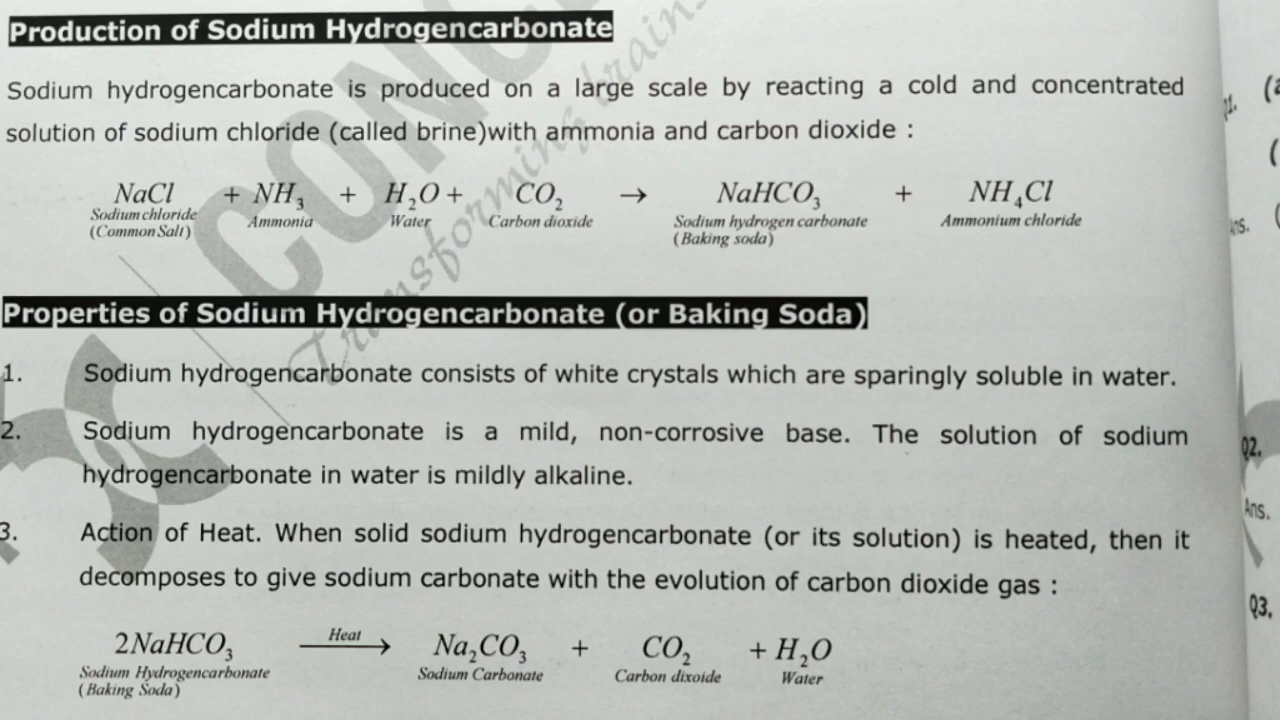 Production of Sodium Hydrogencarbonate
Sodium hydrogencarbonate is produced on a large scale by reacting a cold and concentrated
solution of sodium chloride (called brine)with ammonia and carbon dioxide :
NaCl + NH₃ + H₂O + CO₂ → NaHCO₃ + NH₄Cl
Sodium chloride Ammonia Water Carbon dioxide Sodium hydrogen carbonate Ammonium chloride
(Common Salt) (Baking soda)
Properties of Sodium Hydrogencarbonate (or Baking Soda)
1. Sodium hydrogencarbonate consists of white crystals which are sparingly soluble in water.
2. Sodium hydrogencarbonate is a mild, non-corrosive base. The solution of sodium
hydrogencarbonate in water is mildly alkaline.
3. Action of Heat. When solid sodium hydrogencarbonate (or its solution) is heated, then it
decomposes to give sodium carbonate with the evolution of carbon dioxide gas :
2NaHCO₃ Heat → Na₂CO₃ + CO₂ + H₂O
Sodium Hydrogencarbonate Sodium Carbonate Carbon dixoide Water
(Baking Soda)
Transforming brains
Q2.
Ans.
Q3.